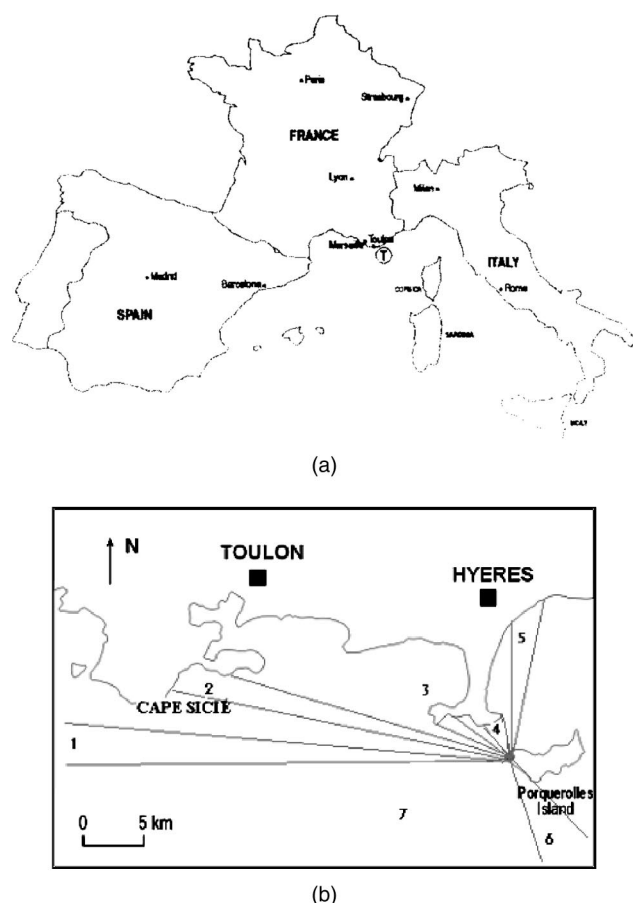 Paris
Strasbourg
FRANCE
Lyon
Milan
Marseille
Toulon
T
ITALY
Madrid
Barcelona
CORSICA
Rome
SPAIN
SARDINIA
SICILY
(a)
N
TOULON
HYERES
5
2
3
CAPE SICIÉ
4
1
Porquerolles
Island
0 5 km
7
6
(b)